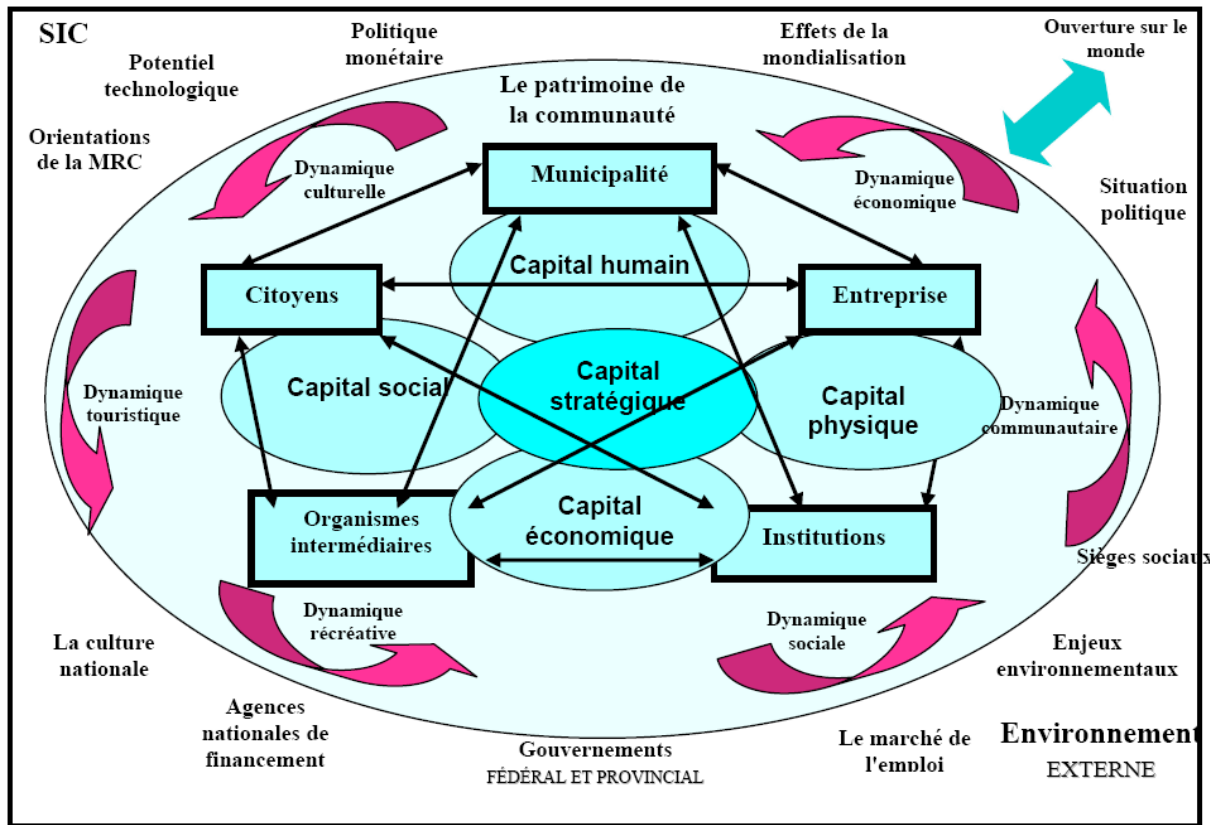 SIC
Potentiel
technologique
Politique
monétaire
Effets de la
mondialisation
Ouverture sur le
monde
Orientations
de la MRC
Le patrimoine de
la communauté
Dynamique
culturelle
Municipalité
Dynamique
économique
Situation
politique
Citoyens
Capital humain
Entreprise
Dynamique
touristique
Capital social
Capital
stratégique
Capital
physique
Dynamique
communautaire
Organismes
intermédiaires
Capital
économique
Institutions
Sièges sociaux
Dynamique
récréative
Dynamique
sociale
La culture
nationale
Enjeux
environnementaux
Agences
nationales de
financement
Gouvernements
FÉDÉRAL ET PROVINCIAL
Le marché de
l'emploi
Environnement
EXTERNE